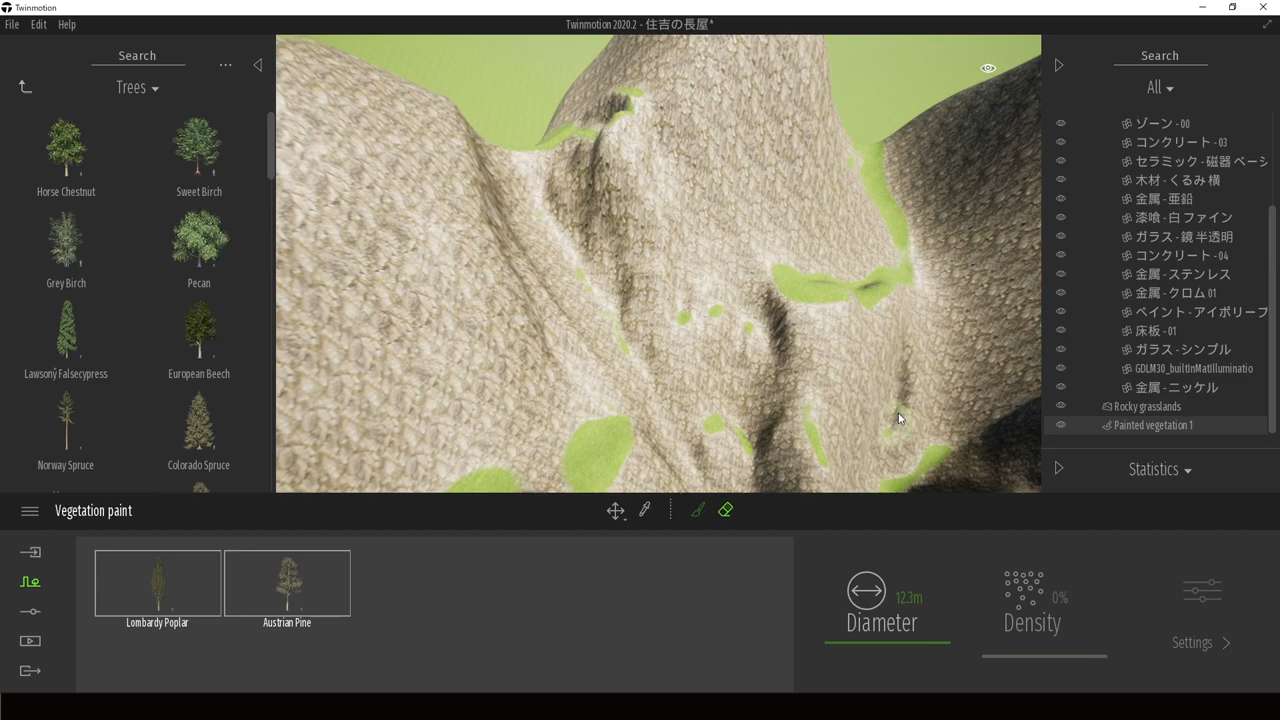 Twinmotion
File Edit Help
Twinmotion 2020.2 - 住吉の長屋*
Search
...
Trees
Horse Chestnut
Sweet Birch
Grey Birch
Pecan
Lawsony Falsecypress
European Beech
Norway Spruce
Colorado Spruce
Search
All
ゾーン - 00
コンクリート - 03
セラミック - 磁器 ベーシ
木材 - くるみ 横
金属 - 亜鉛
漆喰 - 白 ファイン
ガラス - 鏡 半透明
コンクリート - 04
金属 - ステンレス
金属 - クロム 01
ペイント - アイボリーブ
床板 - 01
ガラス - シンプル
GDLM30_builtInMatIlluminatio
金属 - ニッケル
Rocky grasslands
Painted vegetation 1
Statistics
Vegetation paint
Lombardy Poplar
Austrian Pine
12.3m
Diameter
0%
Density
Settings